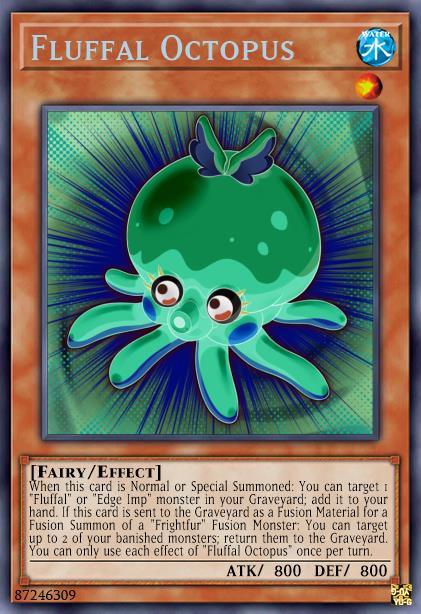 Fluffal Octopus
WATER
水
[Fairy/Effect]
When this card is Normal or Special Summoned: You can target 1
"Fluffal" or "Edge Imp" monster in your Graveyard; add it to your
hand. If this card is sent to the Graveyard as a Fusion Material for a
Fusion Summon of a "Frightfur" Fusion Monster: You can target
up to 2 of your banished monsters; return them to the Graveyard.
You can only use each effect of "Fluffal Octopus" once per turn.
ATK/ 800 DEF/ 800
87246309